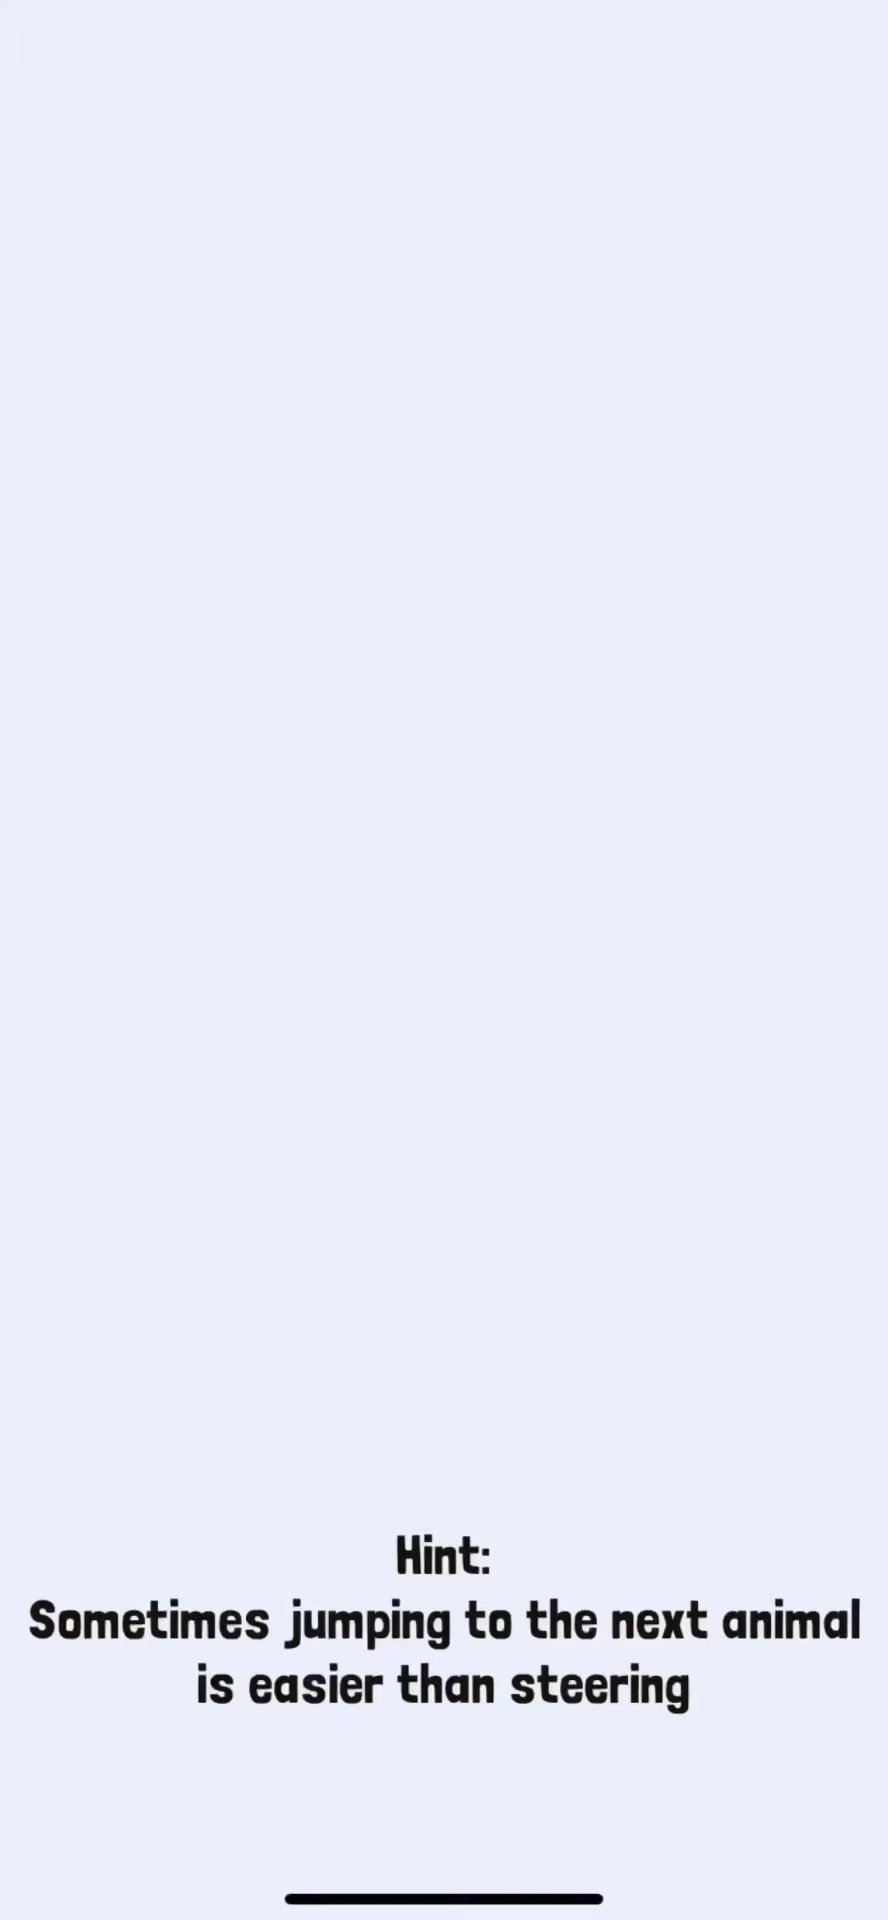 Hint:
Sometimes jumping to the next animal
is easier than steering